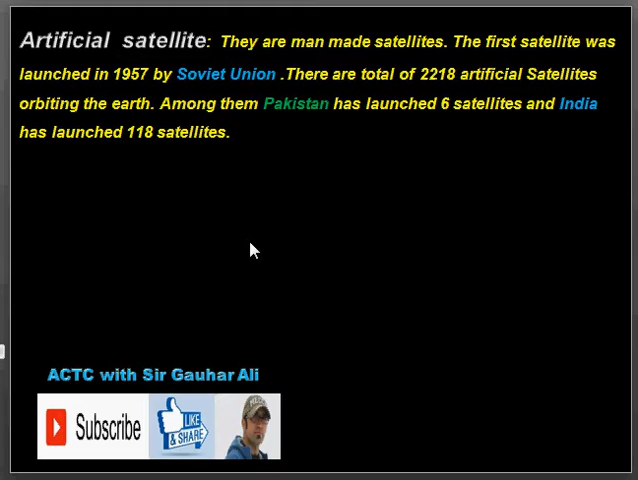 Artificial satellite: They are man made satellites. The first satellite was
launched in 1957 by Soviet Union .There are total of 2218 artificial Satellites
orbiting the earth. Among them Pakistan has launched 6 satellites and India
has launched 118 satellites.
ACTC with Sir Gauhar Ali
Subscribe
LIKE
& SHARE